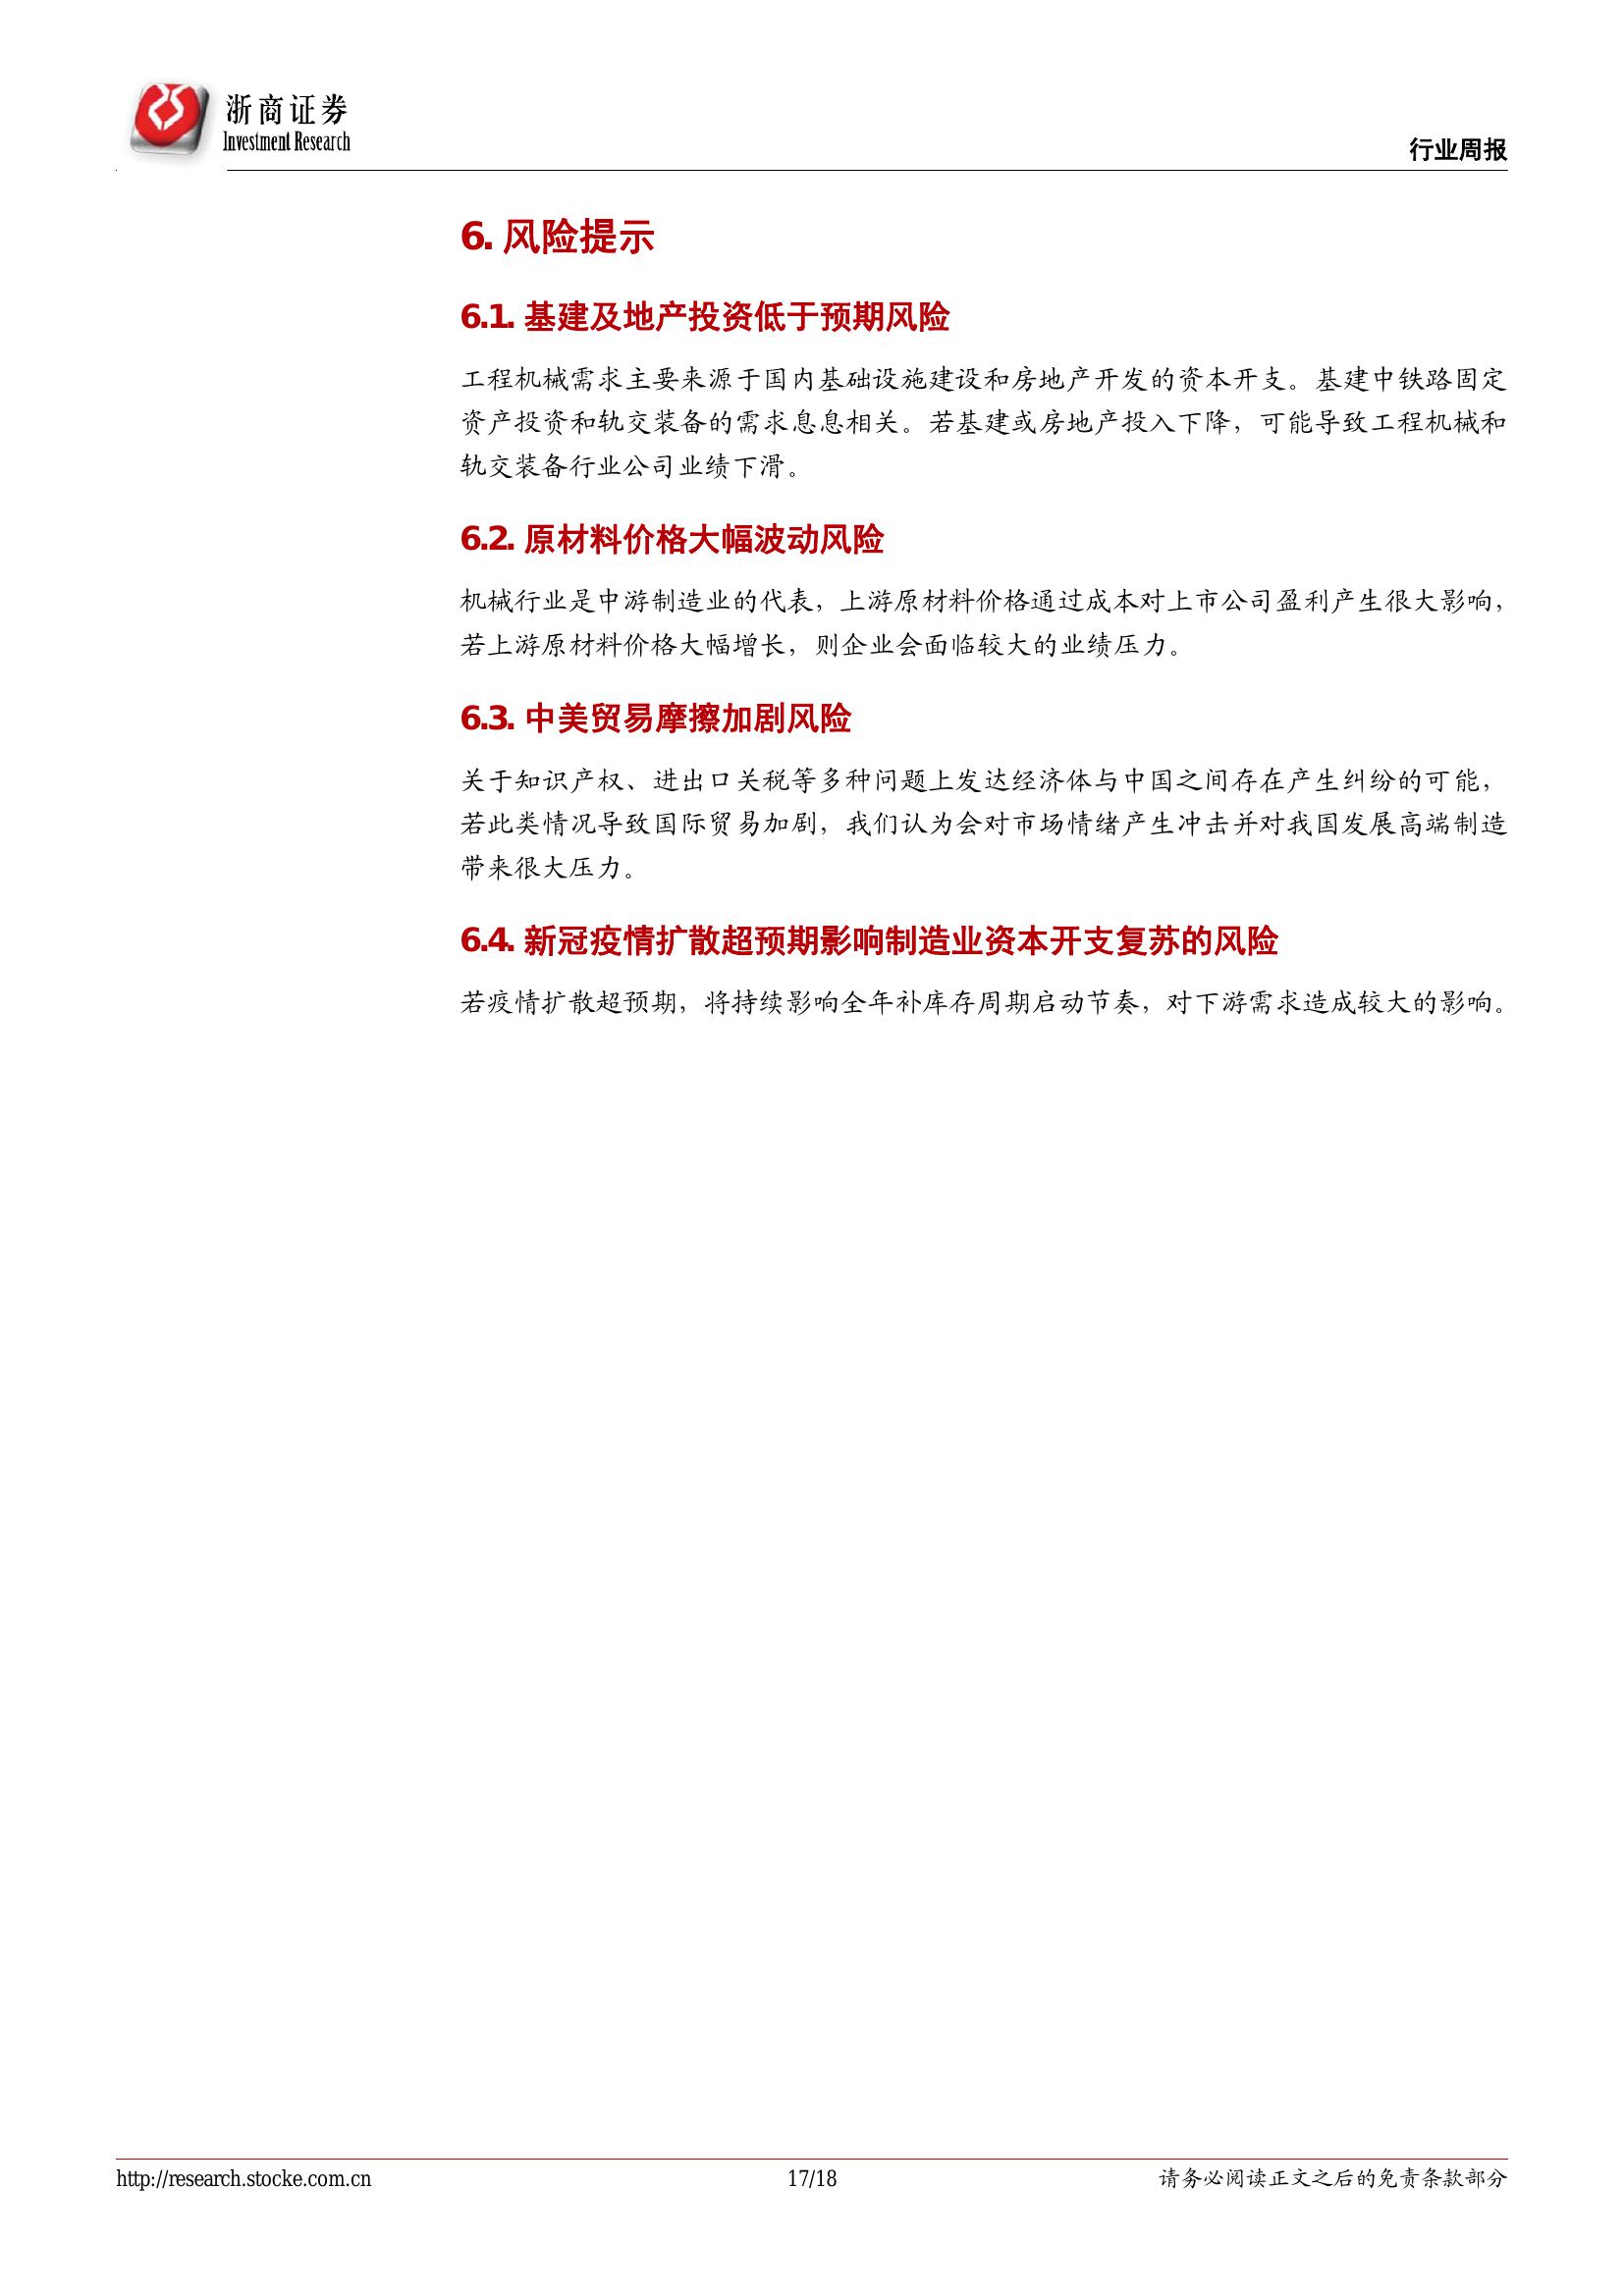 浙商证券
Investment Research
行业周报
6. 风险提示
6.1. 基建及地产投资低于预期风险
工程机械需求主要来源于国内基础设施建设和房地产开发的资本开支。基建中铁路固定
资产投资和轨交装备的需求息息相关。若基建或房地产投入下降，可能导致工程机械和
轨交装备行业公司业绩下滑。
6.2. 原材料价格大幅波动风险
机械行业是中游制造业的代表，上游原材料价格通过成本对上市公司盈利产生很大影响，
若上游原材料价格大幅增长，则企业会面临较大的业绩压力。
6.3. 中美贸易摩擦加剧风险
关于知识产权、进出口关税等多种问题上发达经济体与中国之间存在产生纠纷的可能，
若此类情况导致国际贸易加剧，我们认为会对市场情绪产生冲击并对我国发展高端制造
带来很大压力。
6.4. 新冠疫情扩散超预期影响制造业资本开支复苏的风险
若疫情扩散超预期，将持续影响全年补库存周期启动节奏，对下游需求造成较大的影响。
http://research.stocke.com.cn
17/18
请务必阅读正文之后的免责条款部分